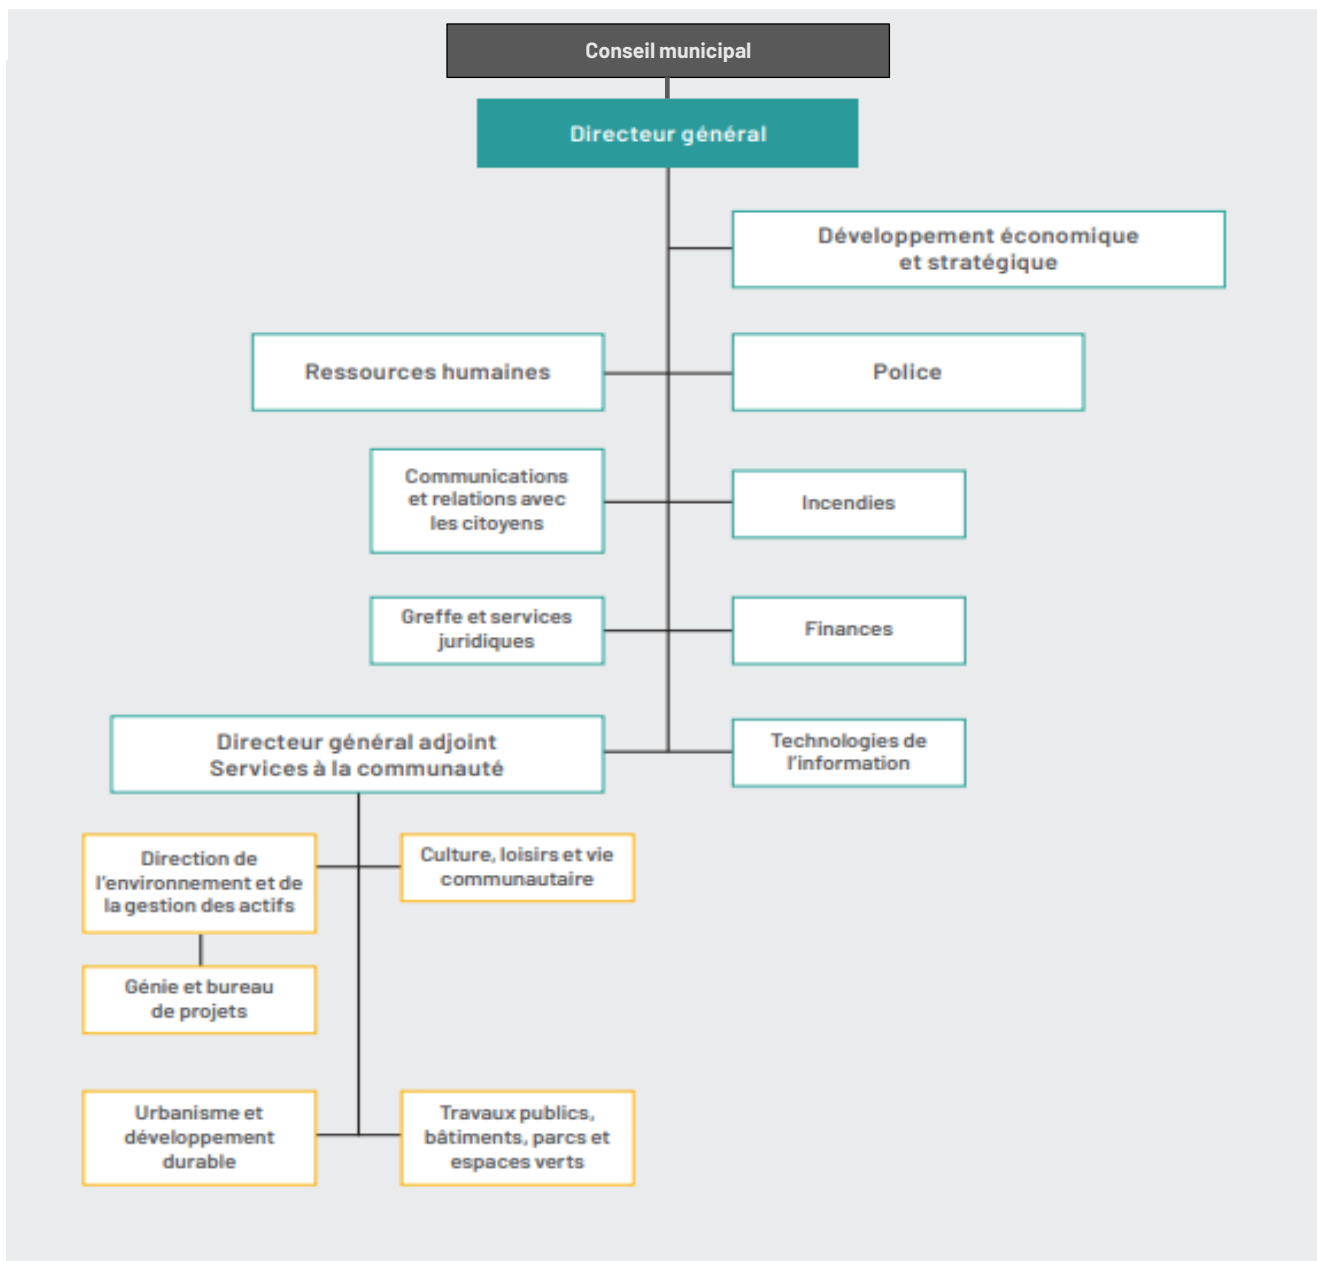 Conseil municipal
Directeur général
Développement économique
et stratégique
Ressources humaines
Police
Communications
et relations avec
les citoyens
Incendies
Greffe et services
juridiques
Finances
Directeur général adjoint
Services à la communauté
Technologies de
l'information
Direction de
l'environnement et de
la gestion des actifs
Culture, loisirs et vie
communautaire
Génie et bureau
de projets
Urbanisme et
développement
durable
Travaux publics,
bâtiments, parcs et
espaces verts